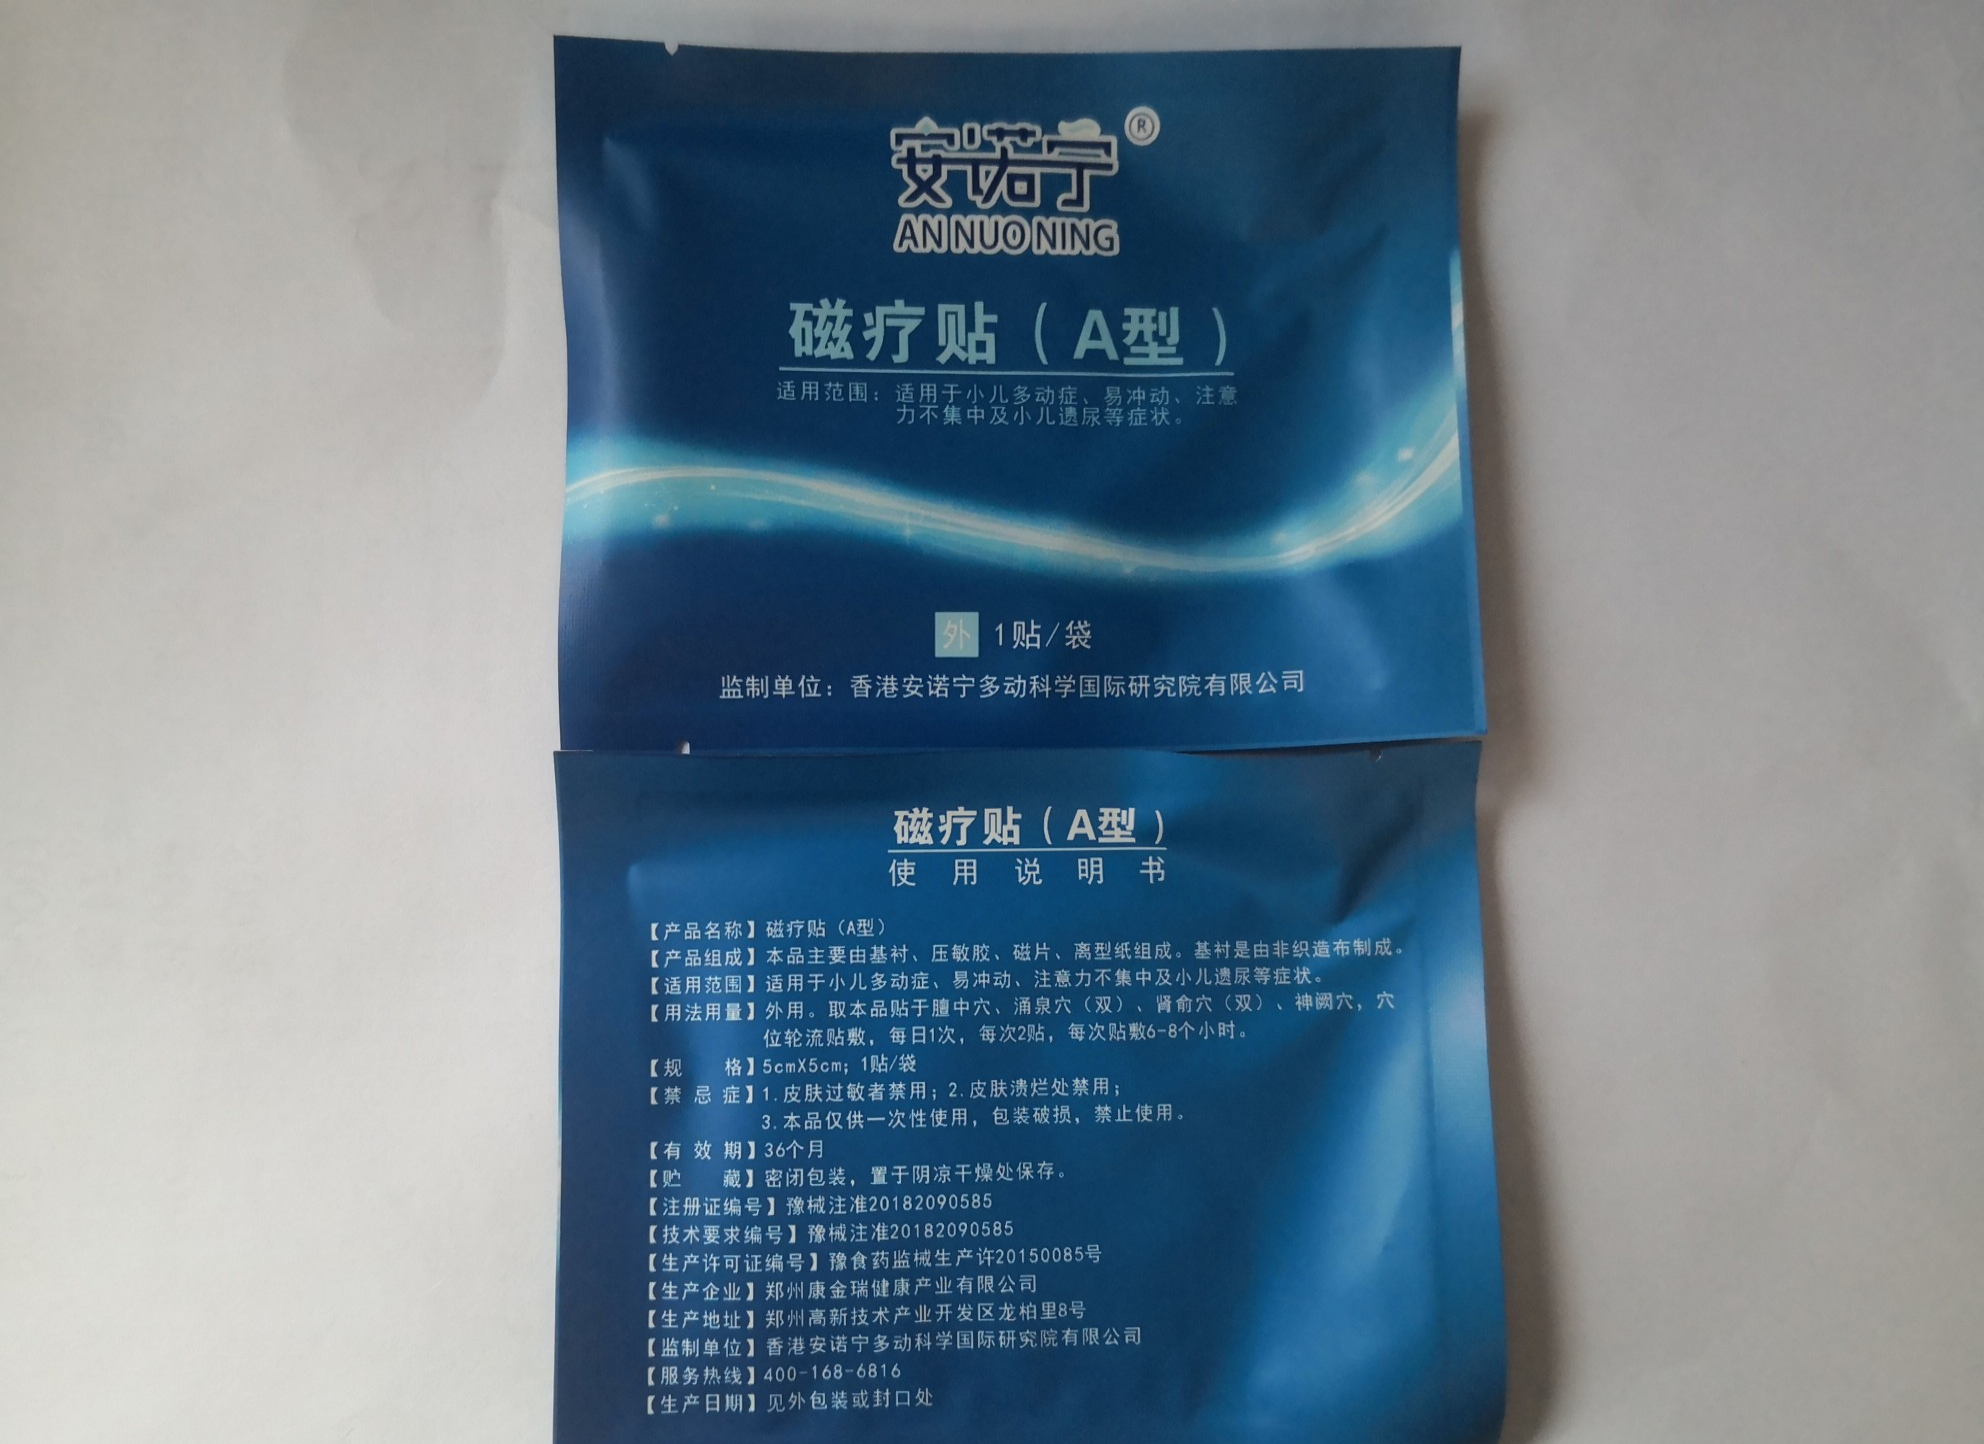 安诺宁®
AN NUO NING
磁疗贴（A型）
适用范围：适用于小儿多动症、易冲动、注意
力不集中及小儿遗尿等症状。
外 1贴/袋
监制单位：香港安诺宁多动科学国际研究院有限公司
磁疗贴（A型）
使用说明书
【产品名称】磁疗贴（A型）
【产品组成】本品主要由基衬、压敏胶、磁片、离型纸组成。基衬是由非织造布制成。
【适用范围】适用于小儿多动症、易冲动、注意力不集中及小儿遗尿等症状。
【用法用量】外用。取本品贴于膻中穴、涌泉穴（双）、肾俞穴（双）、神阙穴，穴
位轮流贴敷，每日1次，每次2贴，每次贴敷6-8个小时。
【规格】5cmX5cm；1贴/袋
【禁忌症】1.皮肤过敏者禁用；2.皮肤溃烂处禁用；
3.本品仅供一次性使用，包装破损，禁止使用。
【有效期】36个月
【贮藏】密闭包装，置于阴凉干燥处保存。
【注册证编号】豫械注准20182090585
【技术要求编号】豫械注准20182090585
【生产许可证编号】豫食药监械生产许20150085号
【生产企业】郑州康金瑞健康产业有限公司
【生产地址】郑州高新技术产业开发区龙柏里8号
【监制单位】香港安诺宁多动科学国际研究院有限公司
【服务热线】400-168-6816
【生产日期】见外包装或封口处